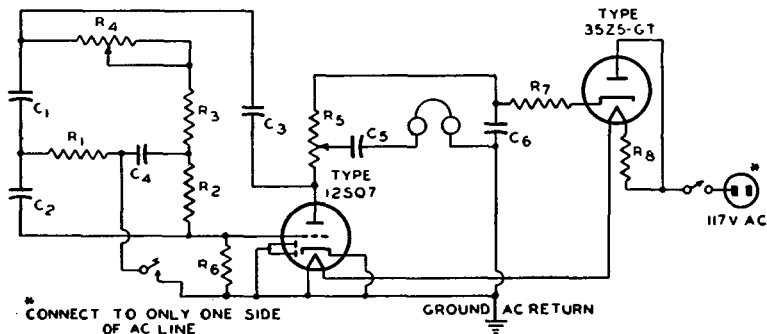 TYPE
35Z5-GT
R4
R7
R3
R5
C1
C3
C5
C6
R8
R1
*
C4
TYPE
12SQ7
R2
C2
117V AC
R6
* CONNECT TO ONLY ONE SIDE
OF AC LINE
GROUND AC RETURN